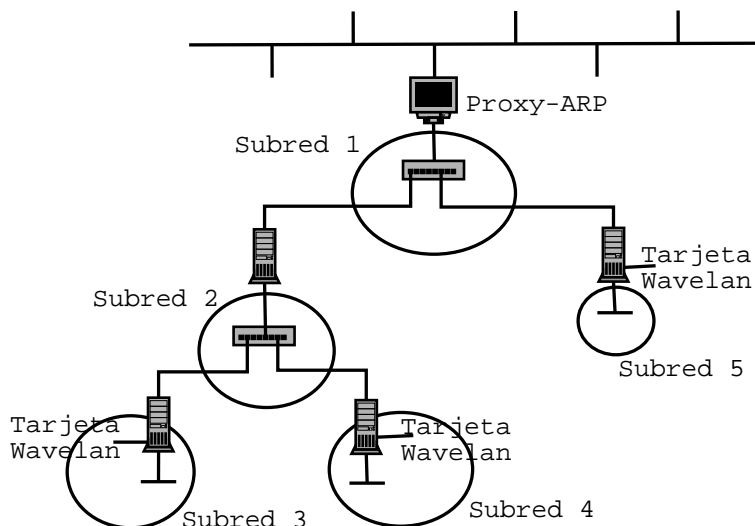 Proxy-ARP
Subred 1
Tarjeta
Wavelan
Subred 2
Subred 5
Tarjeta
Wavelan
Tarjeta
Wavelan
Subred 4
Subred 3